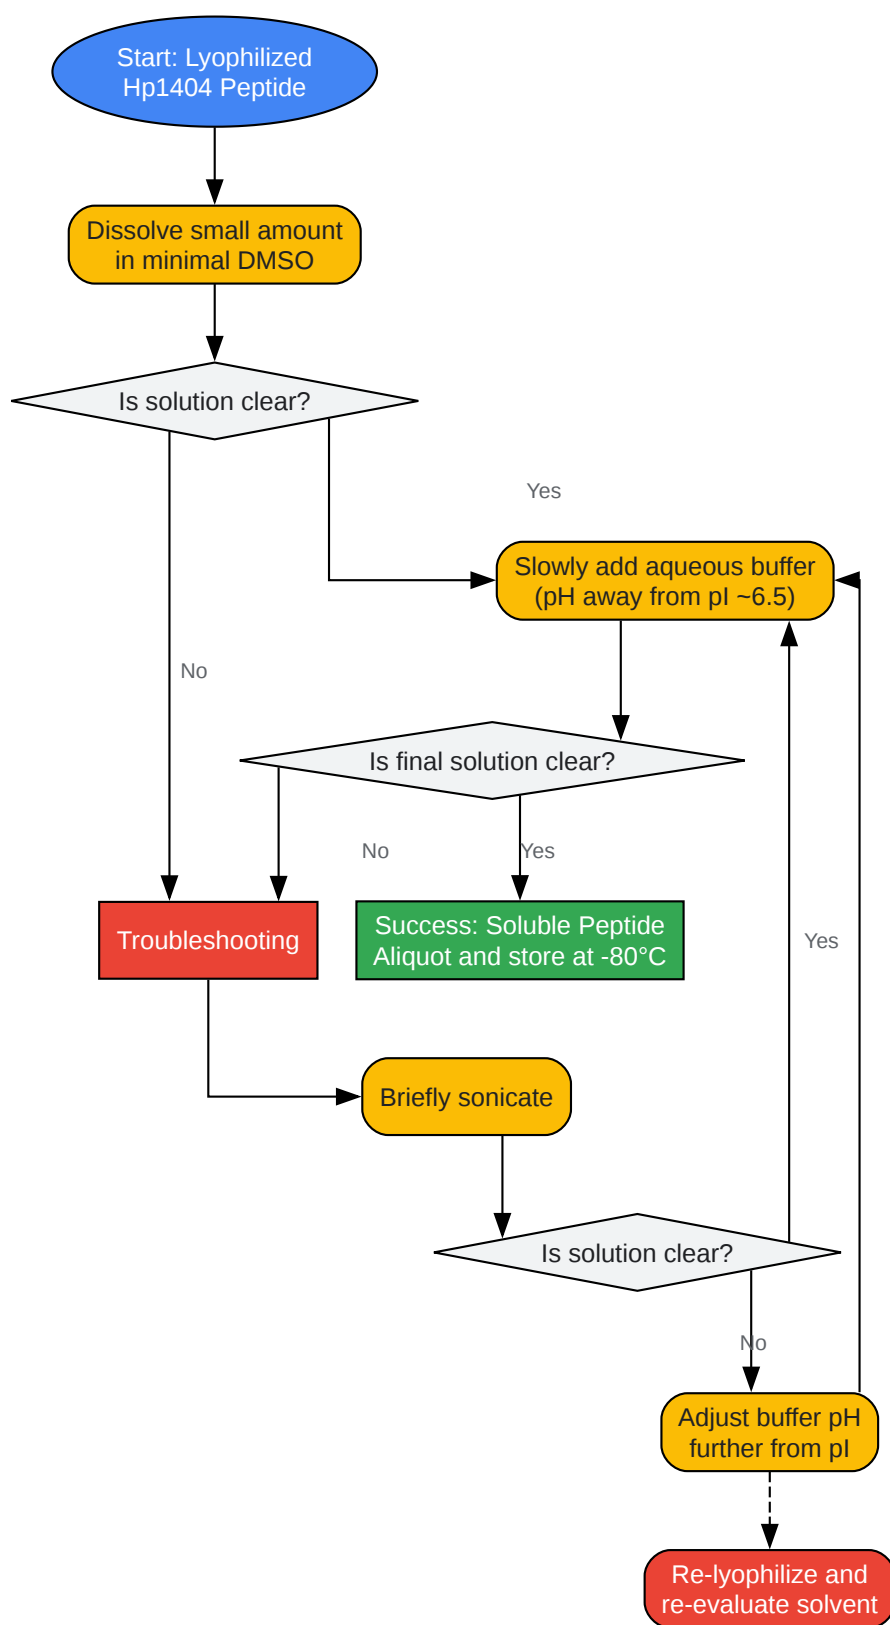 Start: Lyophilized
Hp1404 Peptide
Dissolve small amount
in minimal DMSO
Is solution clear?
Yes
Slowly add aqueous buffer
(pH away from pI ~6.5)
No
Is final solution clear?
No
Yes
Troubleshooting
Success: Soluble Peptide
Aliquot and store at -80°C
Yes
Briefly sonicate
Is solution clear?
No
Adjust buffer pH
further from pI
Re-lyophilize and
re-evaluate solvent